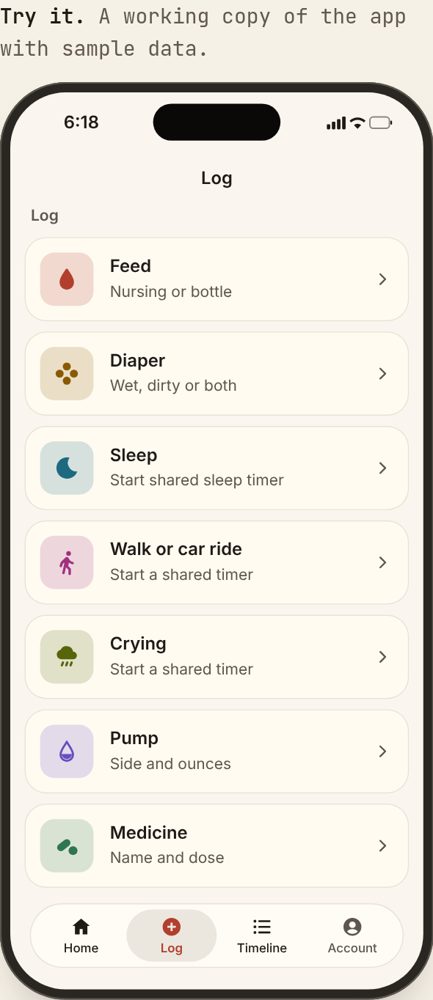 Try it. A working copy of the app
with sample data.
6:18
Log
Log
Feed
Nursing or bottle
Diaper
Wet, dirty or both
Sleep
Start shared sleep timer
Walk or car ride
Start a shared timer
Crying
Start a shared timer
Pump
Side and ounces
Medicine
Name and dose
Home
Log
Timeline
Account